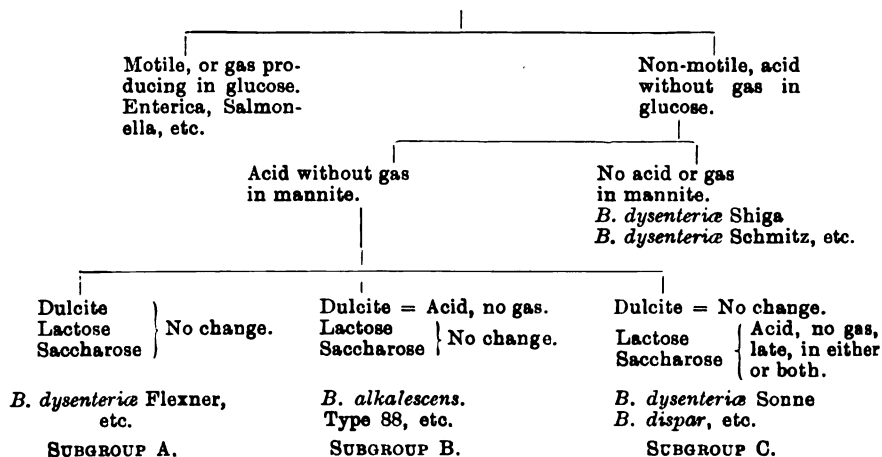 Motile, or gas pro-
ducing in glucose.
Enterica, Salmon-
ella, etc.
Non-motile, acid
without gas in
glucose.
Acid without gas
in mannite.
No acid or gas
in mannite.
B. dysenteriæ Shiga
B. dysenteriæ Schmitz, etc.
Dulcite
Lactose
Saccharose
No change.
B. dysenteriæ Flexner,
etc.
SUBGROUP A.
Dulcite = Acid, no gas.
Lactose
Saccharose
No change.
B. alkalescens.
Type 88, etc.
SUBGROUP B.
Dulcite = No change.
Lactose
Saccharose
Acid, no gas,
late, in either
or both.
B. dysenteriæ Sonne
B. dispar, etc.
SUBGROUP C.